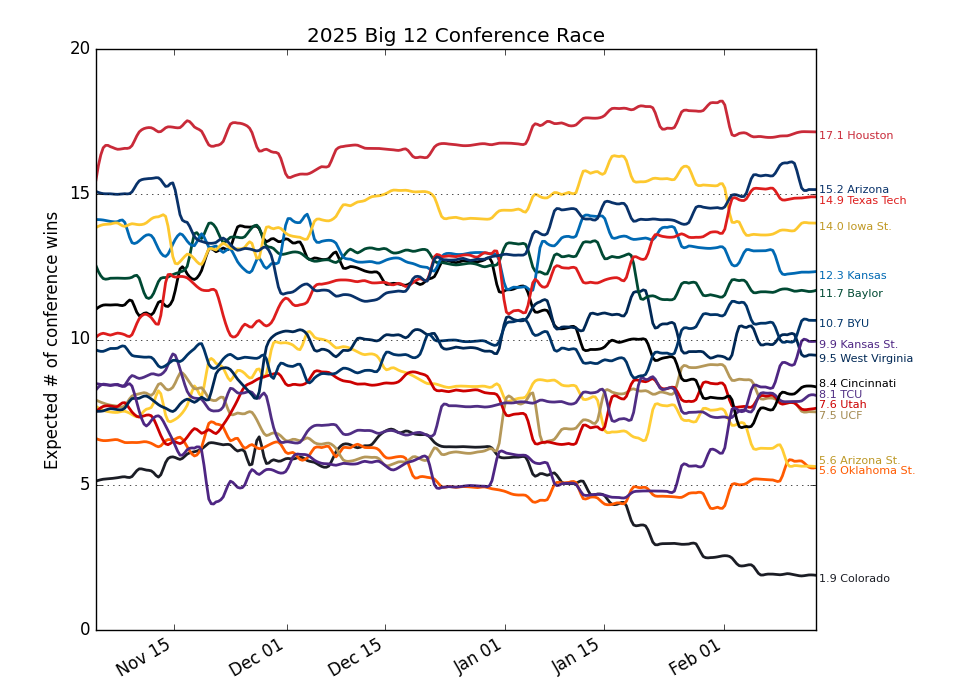 2025 Big 12 Conference Race
Expected # of conference wins
20
15
10
5
0
Nov 15
Dec 01
Dec 15
Jan 01
Jan 15
Feb 01
17.1 Houston
15.2 Arizona
14.9 Texas Tech
14.0 Iowa St.
12.3 Kansas
11.7 Baylor
10.7 BYU
9.9 Kansas St.
9.5 West Virginia
8.4 Cincinnati
8.1 TCU
7.6 Utah
7.5 UCF
5.6 Arizona St.
5.6 Oklahoma St.
1.9 Colorado